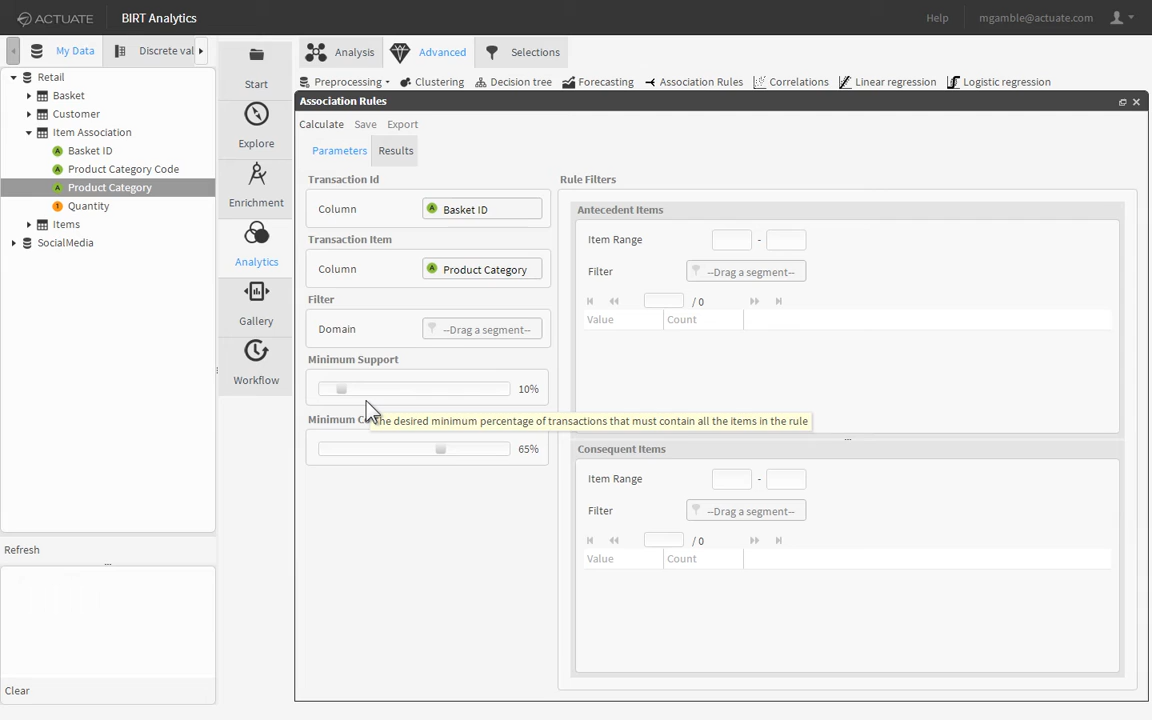 ACTUATE BIRT Analytics Help mgamble@actuate.com
My Data Discrete val
Retail
Basket
Customer
Item Association
Basket ID
Product Category Code
Product Category
Quantity
Items
SocialMedia
Refresh
Clear
Start
Explore
Enrichment
Analytics
Gallery
Workflow
Analysis Advanced Selections
Preprocessing Clustering Decision tree Forecasting Association Rules Correlations Linear regression Logistic regression
Association Rules
Calculate Save Export
Parameters Results
Transaction Id
Column Basket ID
Transaction Item
Column Product Category
Filter
Domain --Drag a segment--
Minimum Support
10%
Minimum C
he desired minimum percentage of transactions that must contain all the items in the rule
65%
Rule Filters
Antecedent Items
Item Range -
Filter --Drag a segment--
/ 0
Value Count
Consequent Items
Item Range -
Filter --Drag a segment--
/ 0
Value Count